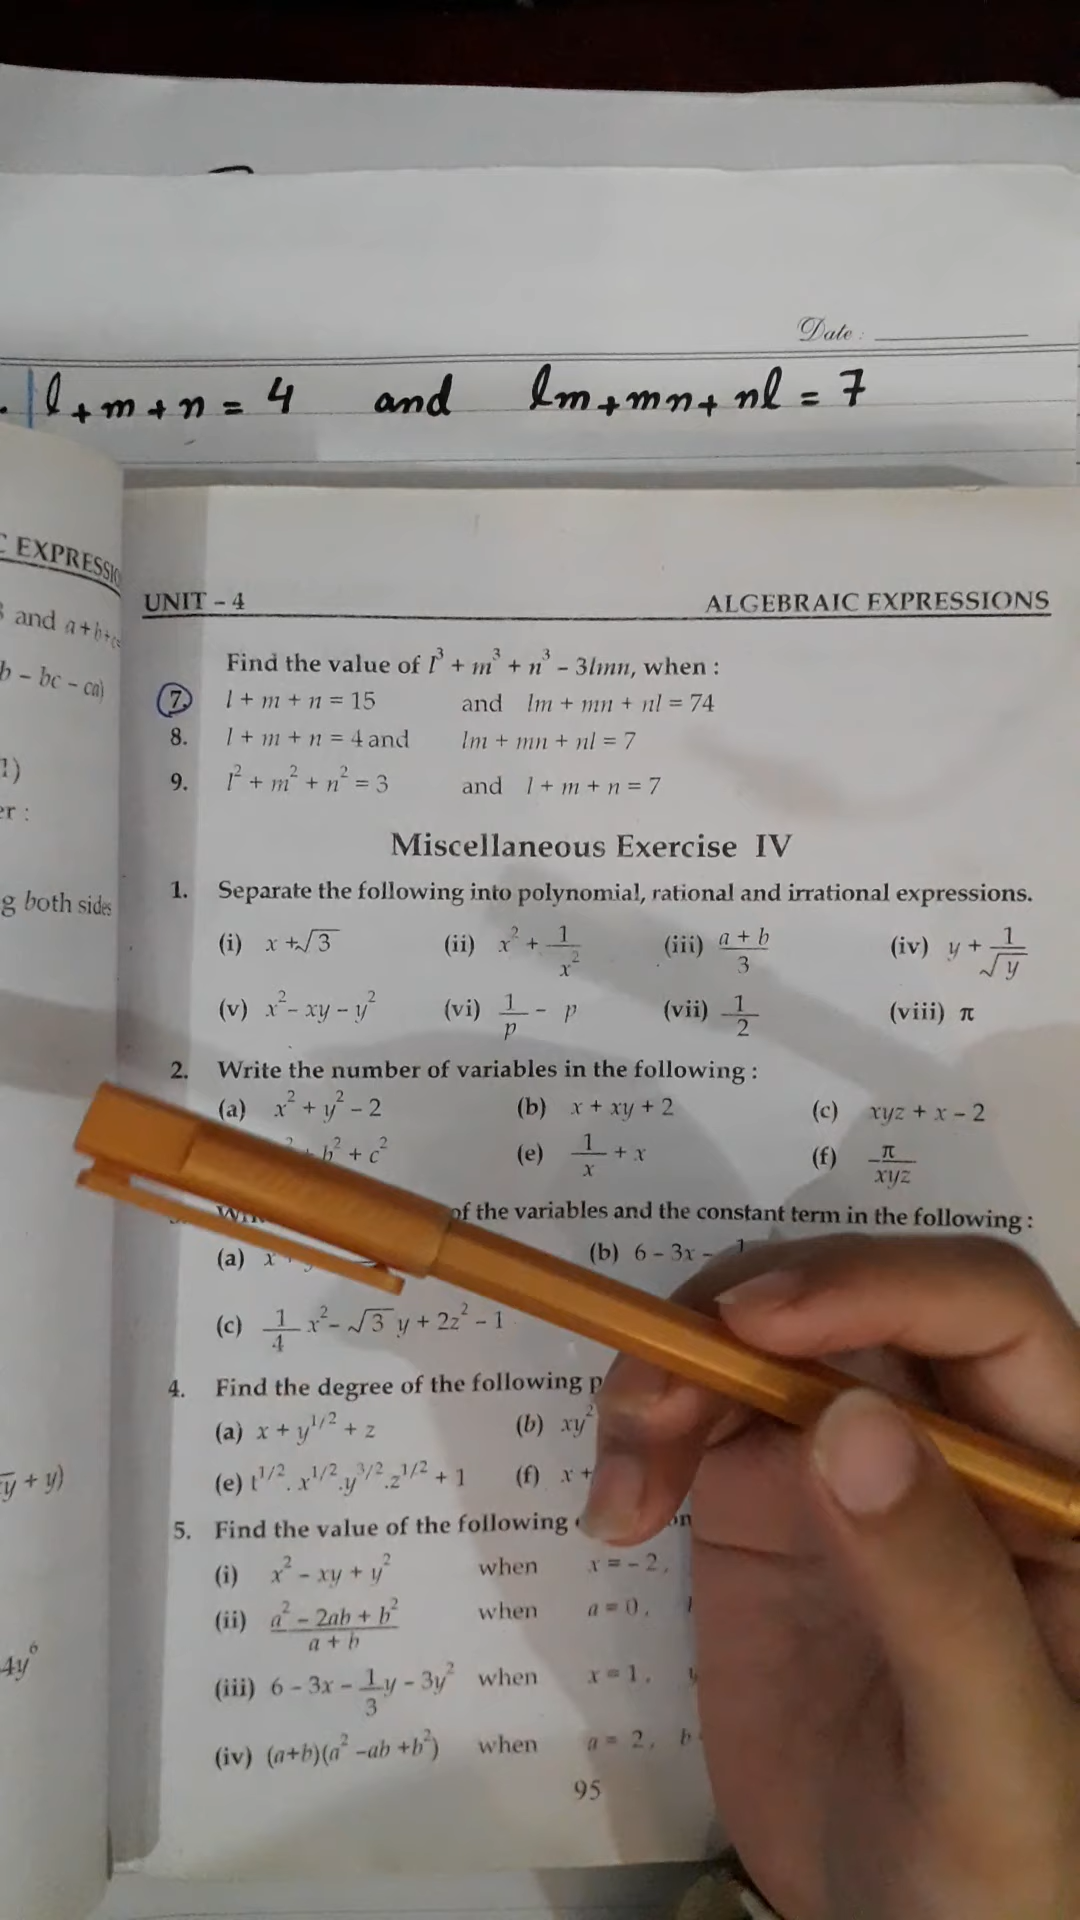 Date :
l + m + n = 4 and lm + mn + nl = 7
C EXPRESSIO
UNIT – 4 ALGEBRAIC EXPRESSIONS
and a + b + c =
b – bc – ca)
1)
er :
g both sides
y + y)
4y⁶
Find the value of l³ + m³ + n³ – 3lmn, when :
7. l + m + n = 15 and lm + mn + nl = 74
8. l + m + n = 4 and lm + mn + nl = 7
9. l² + m² + n² = 3 and l + m + n = 7
Miscellaneous Exercise IV
1. Separate the following into polynomial, rational and irrational expressions.
(i) x + √3 (ii) x² + 1/x² (iii) (a + b)/3 (iv) y + 1/√y
(v) x² – xy – y² (vi) 1/p – p (vii) 1/2 (viii) π
2. Write the number of variables in the following :
(a) x² + y² – 2 (b) x + xy + 2 (c) xyz + x – 2
+ b² + c² (e) 1/x + x (f) –π/xyz
of the variables and the constant term in the following :
(a) x (b) 6 – 3x –
(c) 1/4 x² – √3 y + 2z² – 1
4. Find the degree of the following p
(a) x + y^1/2 + z (b) xy²
(e) t^1/2 . x^1/2 . y^3/2 . z^1/2 + 1 (f) x +
5. Find the value of the following
(i) x² – xy + y² when x = – 2,
(ii) (a² – 2ab + b²)/(a + b) when a = 0,
(iii) 6 – 3x – 1/3 y – 3y² when x = 1,
(iv) (a+b)(a² –ab +b²) when a = 2, b
95